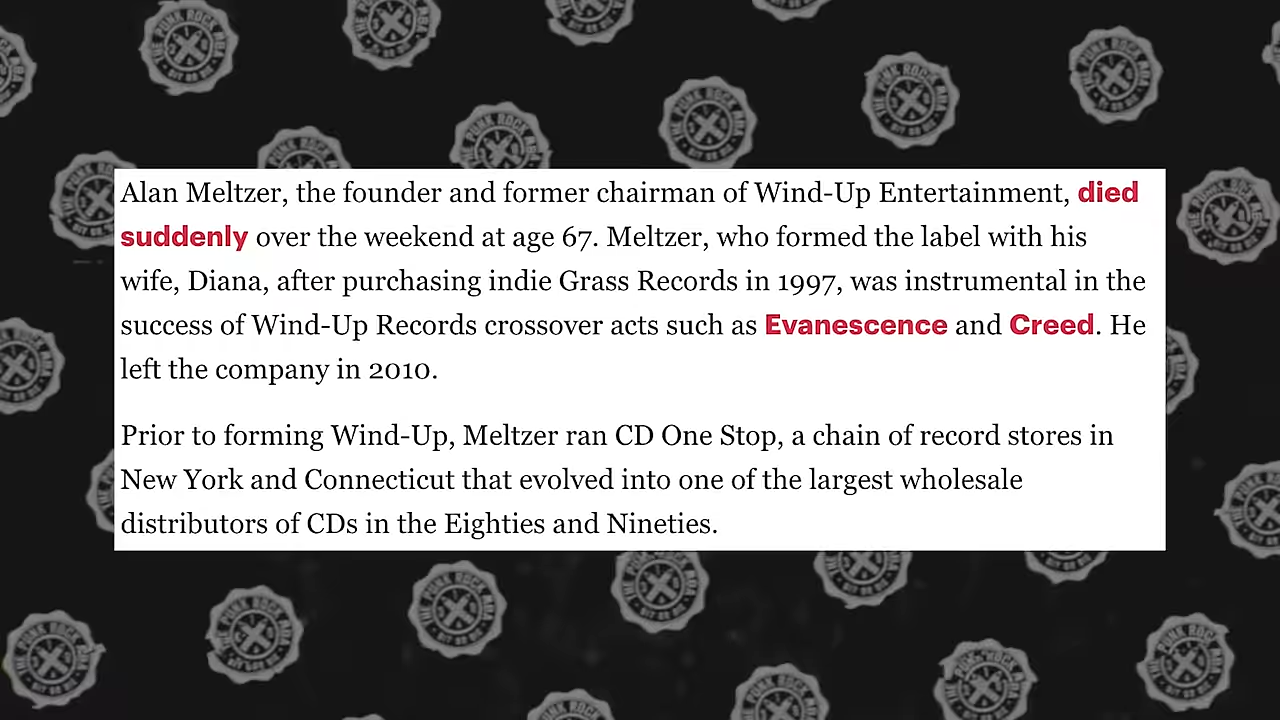 Alan Meltzer, the founder and former chairman of Wind-Up Entertainment, died
suddenly over the weekend at age 67. Meltzer, who formed the label with his
wife, Diana, after purchasing indie Grass Records in 1997, was instrumental in the
success of Wind-Up Records crossover acts such as Evanescence and Creed. He
left the company in 2010.
Prior to forming Wind-Up, Meltzer ran CD One Stop, a chain of record stores in
New York and Connecticut that evolved into one of the largest wholesale
distributors of CDs in the Eighties and Nineties.
THE PUNK ROCK MBA